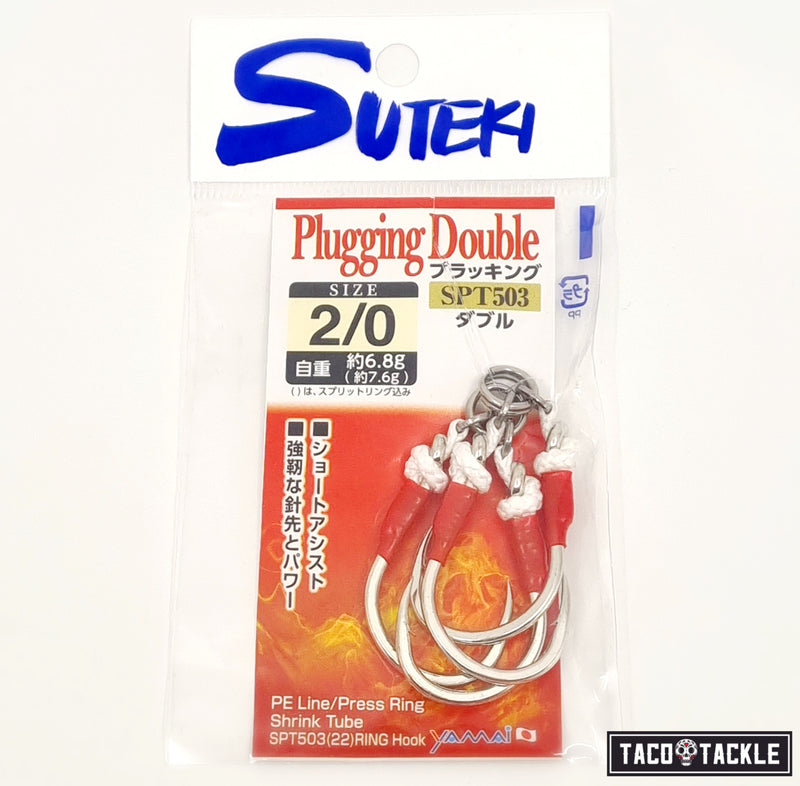 SUTEKI
Plugging Double
プラッキング
SIZE
2/0
SPT503
ダブル
自重 約6.8g
(約7.6g)
( )は、スプリットリング込み
■ショートアシスト
■強靭な針先とパワー
プラ
PP
PE Line/Press Ring
Shrink Tube
SPT503(22)RING Hook YAMAi
TACO TACKLE